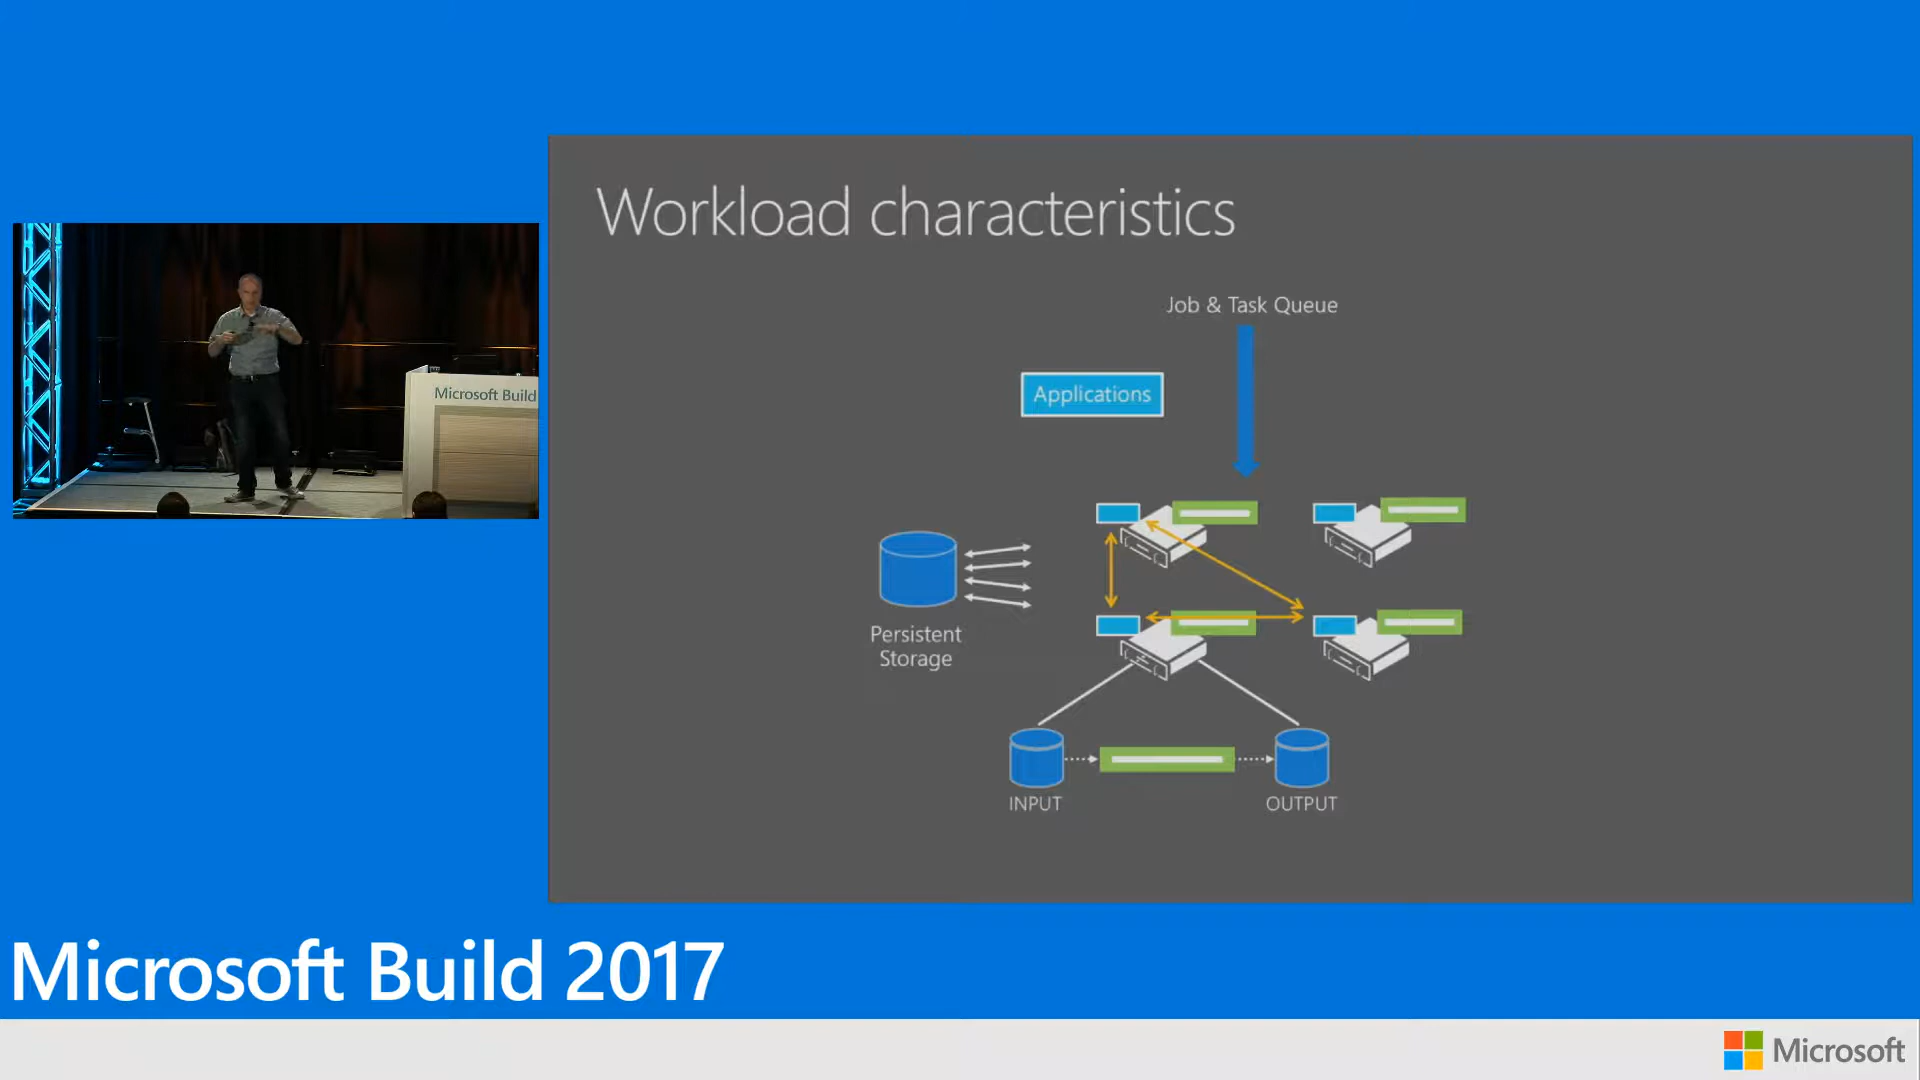 Workload characteristics
Job & Task Queue
Applications
Microsoft Build
Persistent
Storage
INPUT
OUTPUT
Microsoft Build 2017
Microsoft